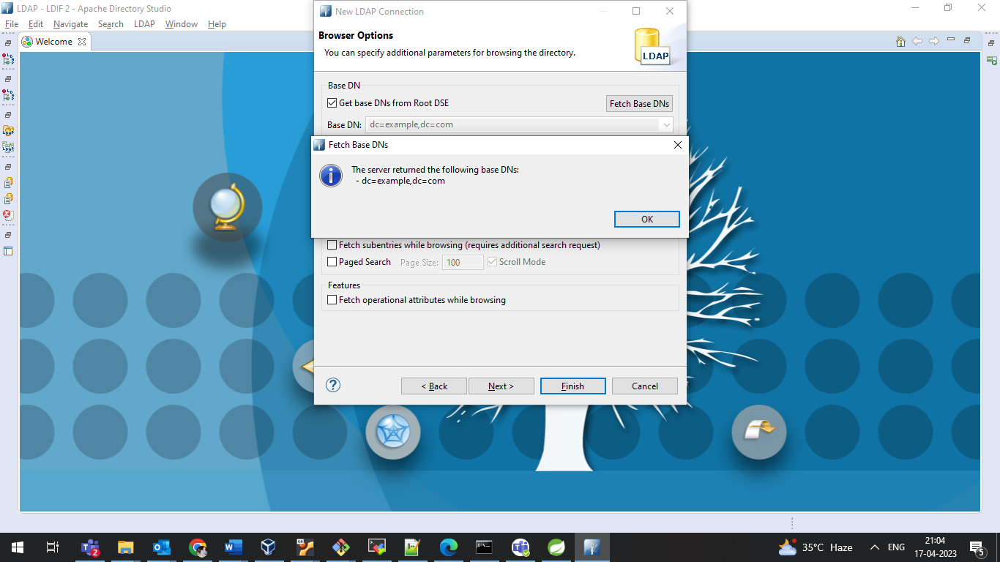 LDAP - LDIF 2 - Apache Directory Studio
File Edit Navigate Search LDAP Window Help
Welcome
New LDAP Connection
Browser Options
You can specify additional parameters for browsing the directory.
LDAP
Base DN
Get base DNs from Root DSE
Fetch Base DNs
Base DN: dc=example,dc=com
Fetch Base DNs
The server returned the following base DNs:
- dc=example,dc=com
OK
Fetch subentries while browsing (requires additional search request)
Paged Search Page Size: 100 Scroll Mode
Features
Fetch operational attributes while browsing
< Back Next > Finish Cancel
35°C Haze
ENG
21:04
17-04-2023
2
5